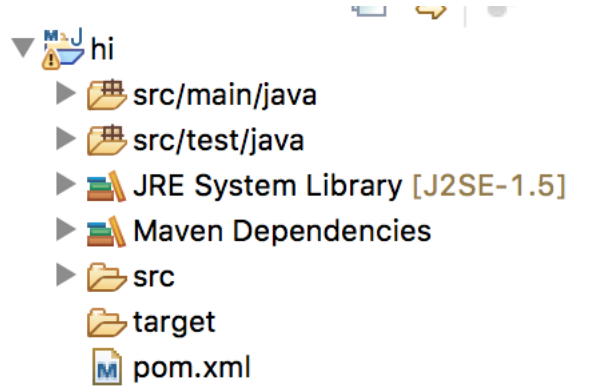 hi
src/main/java
src/test/java
JRE System Library [J2SE-1.5]
Maven Dependencies
src
target
pom.xml